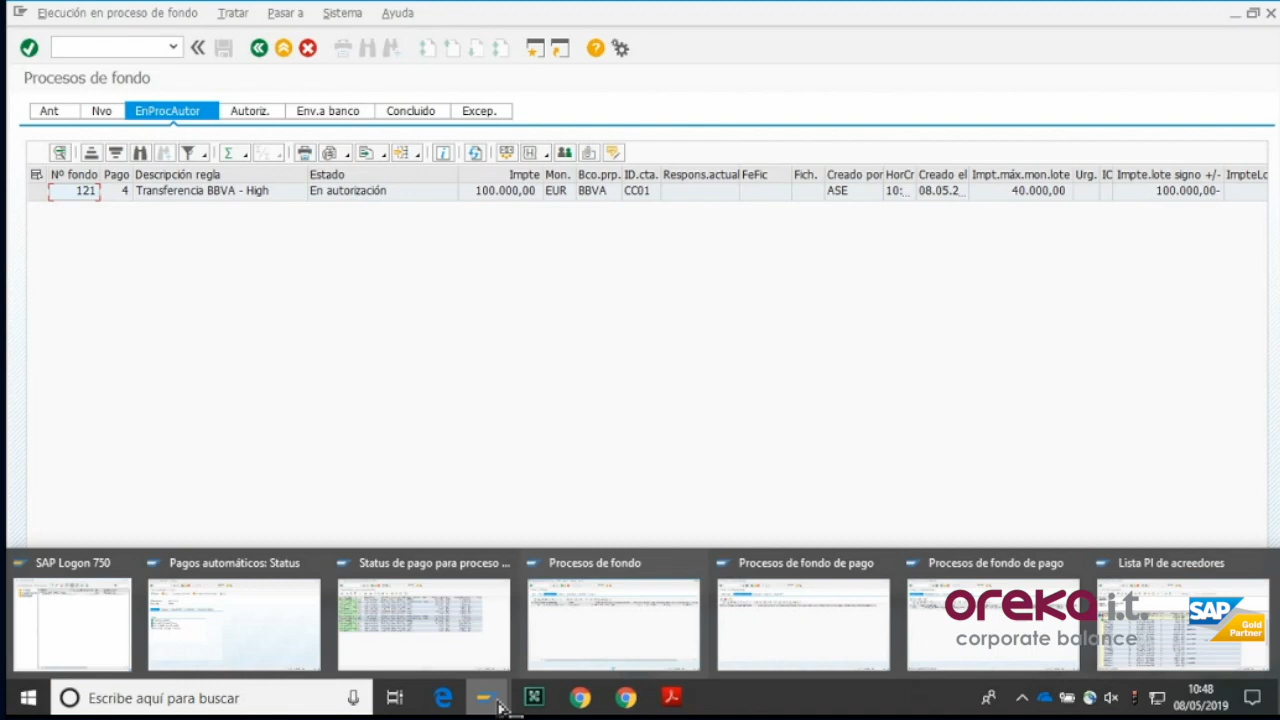 Ejecución en proceso de fondo Tratar Pasar a Sistema Ayuda
Procesos de fondo
Ant Nvo EnProcAutor Autoriz. Env.a banco Concluido Excep.
Nº fondo Pago Descripción regla Estado Impte Mon. Bco.prp. ID.cta. Respons.actual FeFic Fich. Creado por HorCr Creado el Impt.máx.mon.lote Urg. IC Impte.lote signo +/- ImpteLo
121 4 Transferencia BBVA - High En autorización 100.000,00 EUR BBVA CC01 ASE 10:... 08.05.2... 40.000,00 100.000,00-
SAP Logon 750 Pagos automáticos: Status Status de pago para proceso ... Procesos de fondo Procesos de fondo de pago Procesos de fondo de pago Lista PI de acreedores
oreka i.t.
corporate balance
SAP
Gold
Partner
Escribe aquí para buscar
10:48
08/05/2019